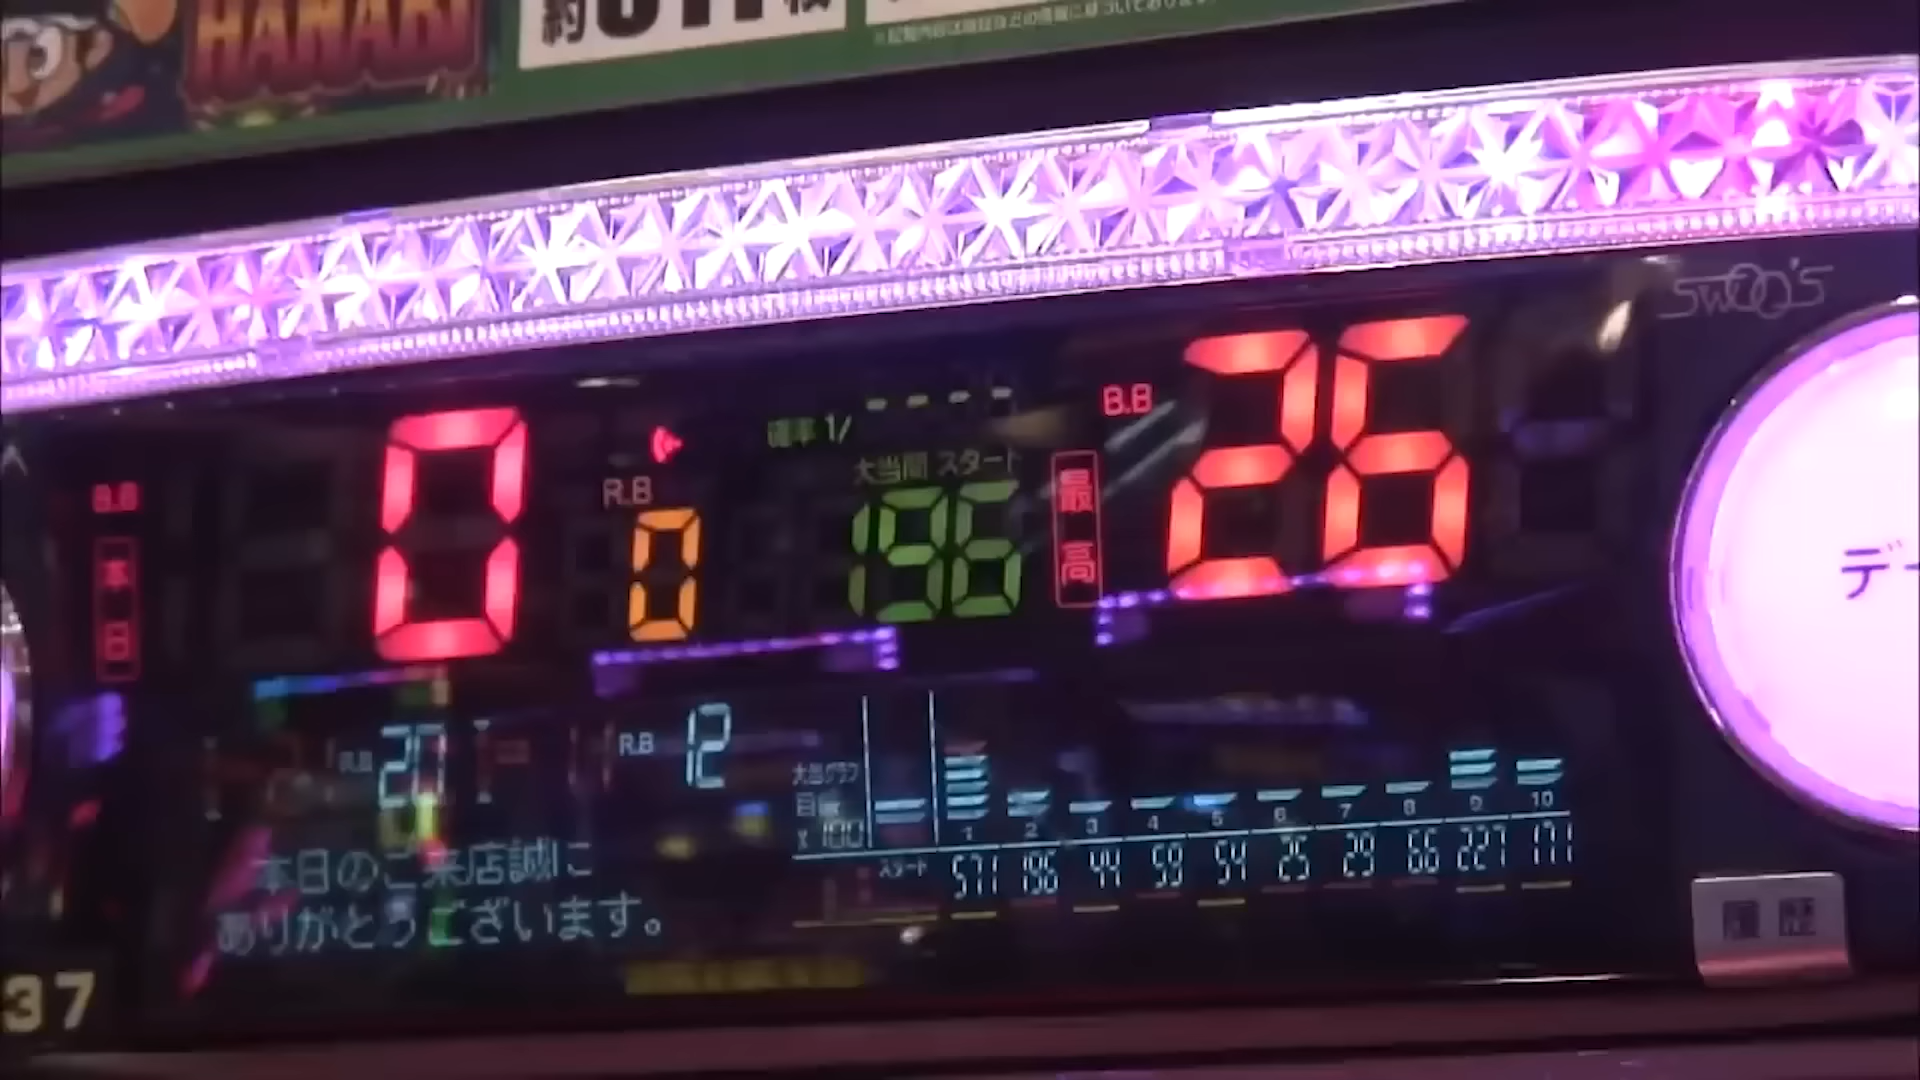 HANABI
約
SWOO'S
確率 1/ - - - -
B.B
大当間 スタート
B.B
本日
0
R.B
0
196
最高
26
デー
B.B 20
R.B 12
大当グラフ
目盛
x 100
1 2 3 4 5 6 7 8 9 10
スタート 571 196 44 59 54 25 29 66 227 171
本日のご来店誠に
ありがとうございます。
履歴
37